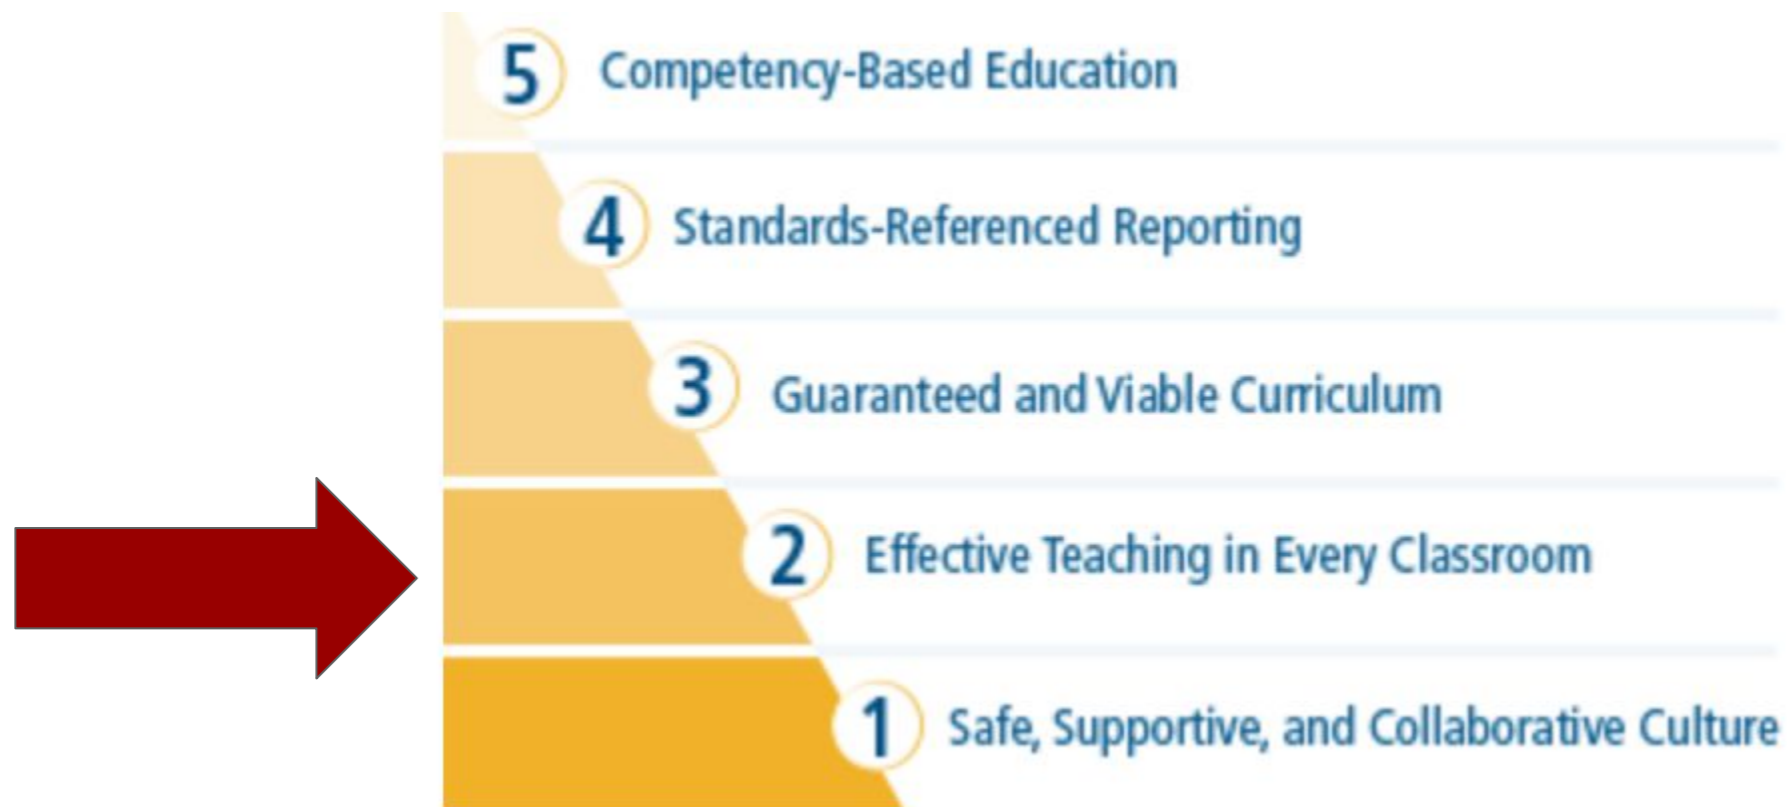 5 Competency-Based Education
4 Standards-Referenced Reporting
3 Guaranteed and Viable Curriculum
2 Effective Teaching in Every Classroom
1 Safe, Supportive, and Collaborative Culture